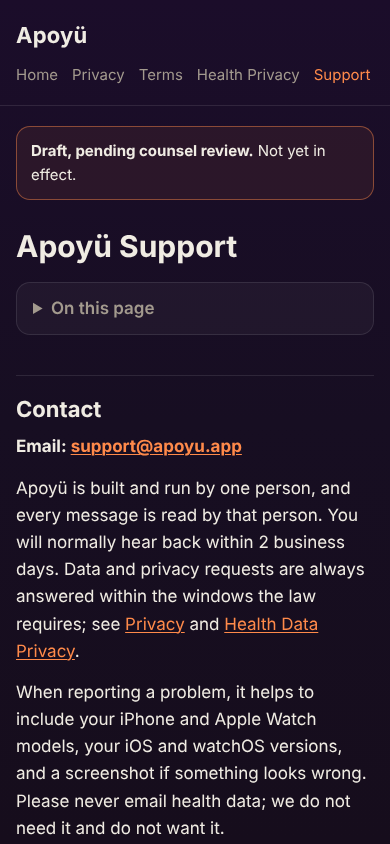 Apoyü
Home Privacy Terms Health Privacy Support
Draft, pending counsel review. Not yet in
effect.
Apoyü Support
On this page
Contact
Email: support@apoyu.app
Apoyü is built and run by one person, and
every message is read by that person. You
will normally hear back within 2 business
days. Data and privacy requests are always
answered within the windows the law
requires; see Privacy and Health Data
Privacy.
When reporting a problem, it helps to
include your iPhone and Apple Watch
models, your iOS and watchOS versions,
and a screenshot if something looks wrong.
Please never email health data; we do not
need it and do not want it.